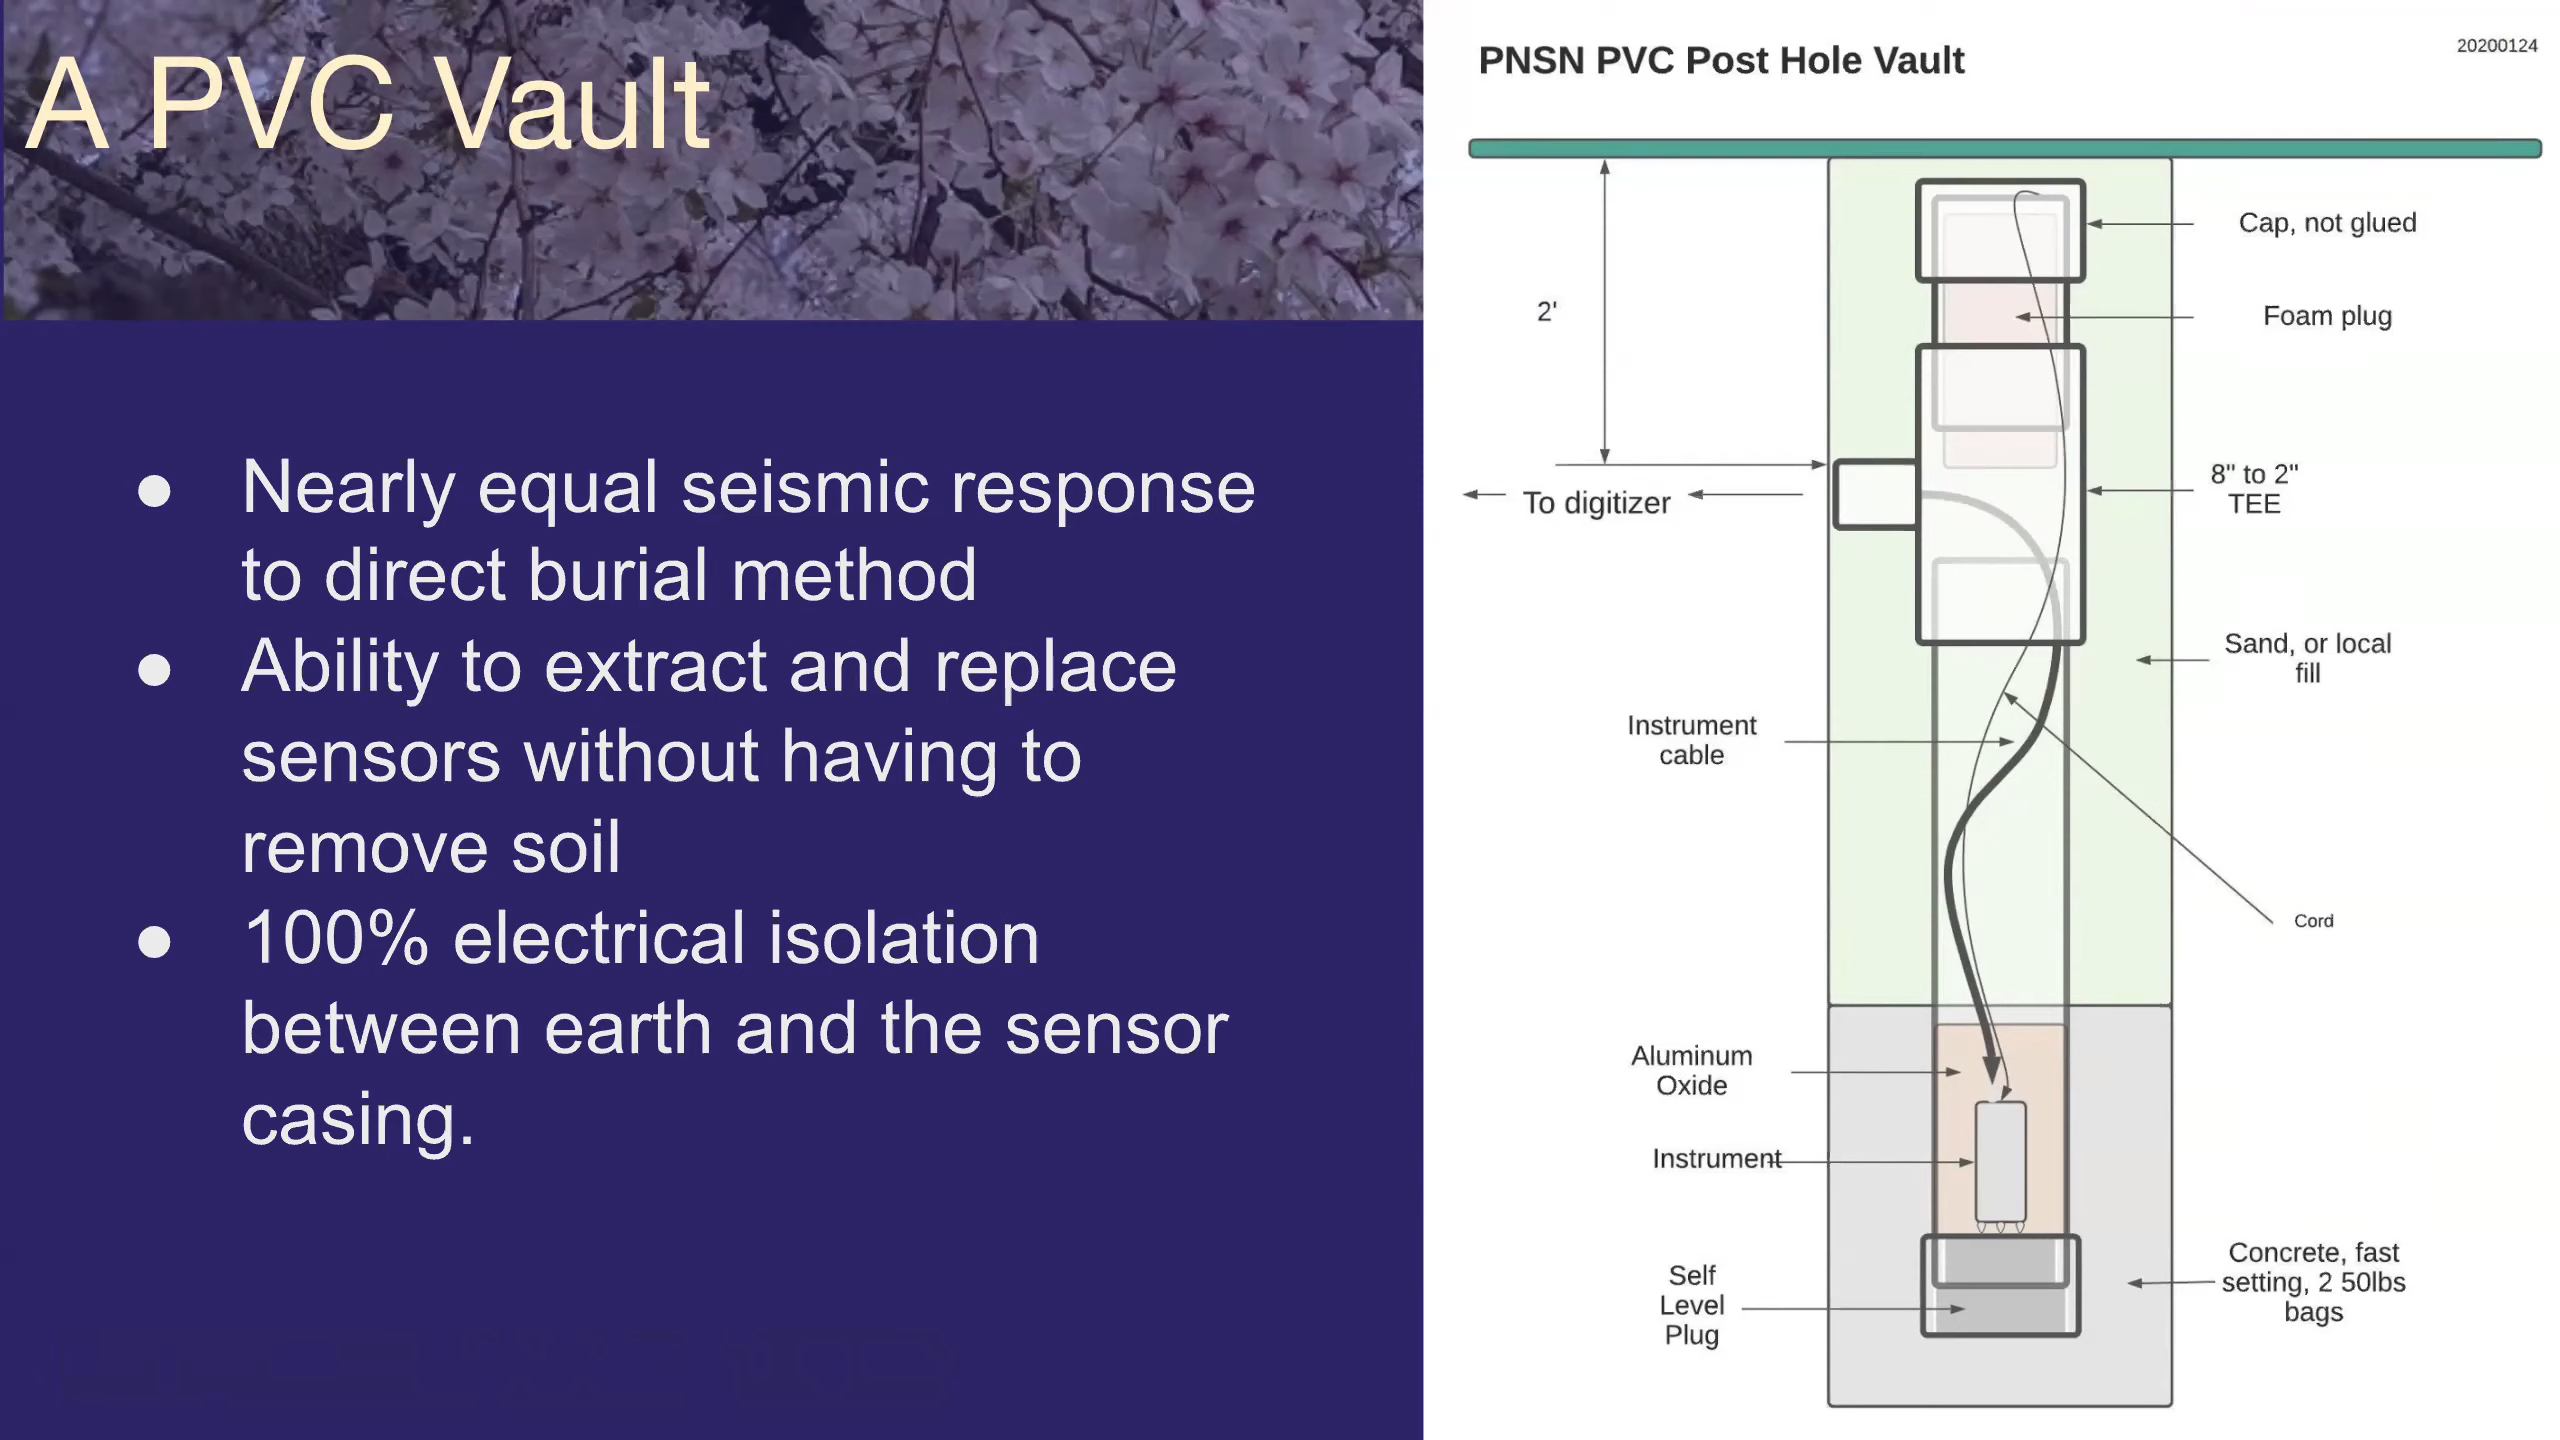 A PVC Vault
● Nearly equal seismic response
to direct burial method
● Ability to extract and replace
sensors without having to
remove soil
● 100% electrical isolation
between earth and the sensor
casing.
PNSN PVC Post Hole Vault
20200124
Cap, not glued
2'
Foam plug
8" to 2"
TEE
To digitizer
Sand, or local
fill
Instrument
cable
Cord
Aluminum
Oxide
Instrument
Concrete, fast
setting, 2 50lbs
bags
Self
Level
Plug